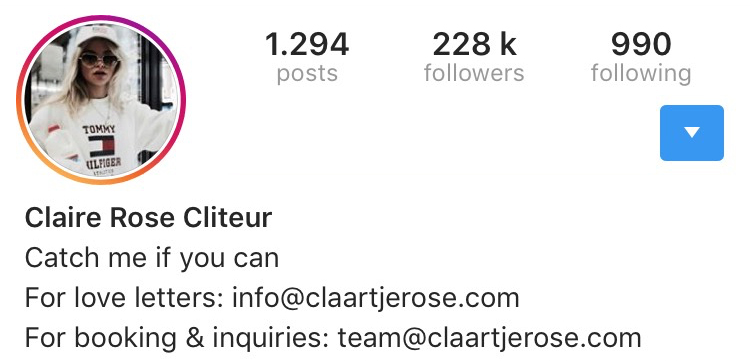 1.294 228 k 990
posts followers following
TOMMY
HILFIGER
ATHLETICS
Claire Rose Cliteur
Catch me if you can
For love letters: info@claartjerose.com
For booking & inquiries: team@claartjerose.com